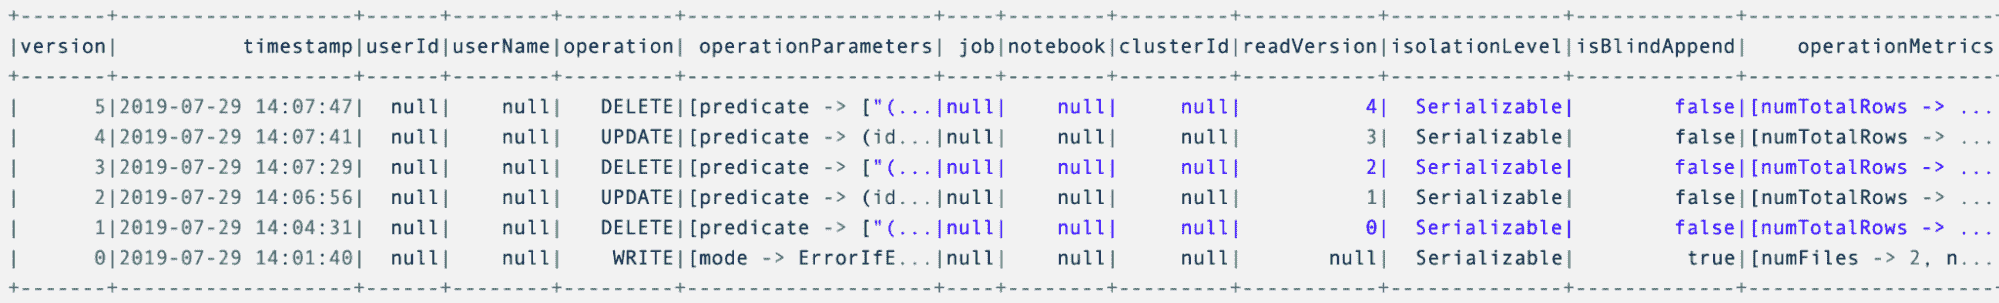 +-------+-------------------+------+--------+---------+--------------------+----+--------+---------+-----------+--------------+-------------+--------------------
|version|          timestamp|userId|userName|operation| operationParameters| job|notebook|clusterId|readVersion|isolationLevel|isBlindAppend|    operationMetrics
+-------+-------------------+------+--------+---------+--------------------+----+--------+---------+-----------+--------------+-------------+--------------------
|      5|2019-07-29 14:07:47|  null|    null|   DELETE|[predicate -> ["(...|null|    null|     null|          4|  Serializable|        false|[numTotalRows -> ...
|      4|2019-07-29 14:07:41|  null|    null|   UPDATE|[predicate -> (id...|null|    null|     null|          3|  Serializable|        false|[numTotalRows -> ...
|      3|2019-07-29 14:07:29|  null|    null|   DELETE|[predicate -> ["(...|null|    null|     null|          2|  Serializable|        false|[numTotalRows -> ...
|      2|2019-07-29 14:06:56|  null|    null|   UPDATE|[predicate -> (id...|null|    null|     null|          1|  Serializable|        false|[numTotalRows -> ...
|      1|2019-07-29 14:04:31|  null|    null|   DELETE|[predicate -> ["(...|null|    null|     null|          0|  Serializable|        false|[numTotalRows -> ...
|      0|2019-07-29 14:01:40|  null|    null|    WRITE|[mode -> ErrorIfE...|null|    null|     null|       null|  Serializable|         true|[numFiles -> 2, n...
+-------+-------------------+------+--------+---------+--------------------+----+--------+---------+-----------+--------------+-------------+--------------------